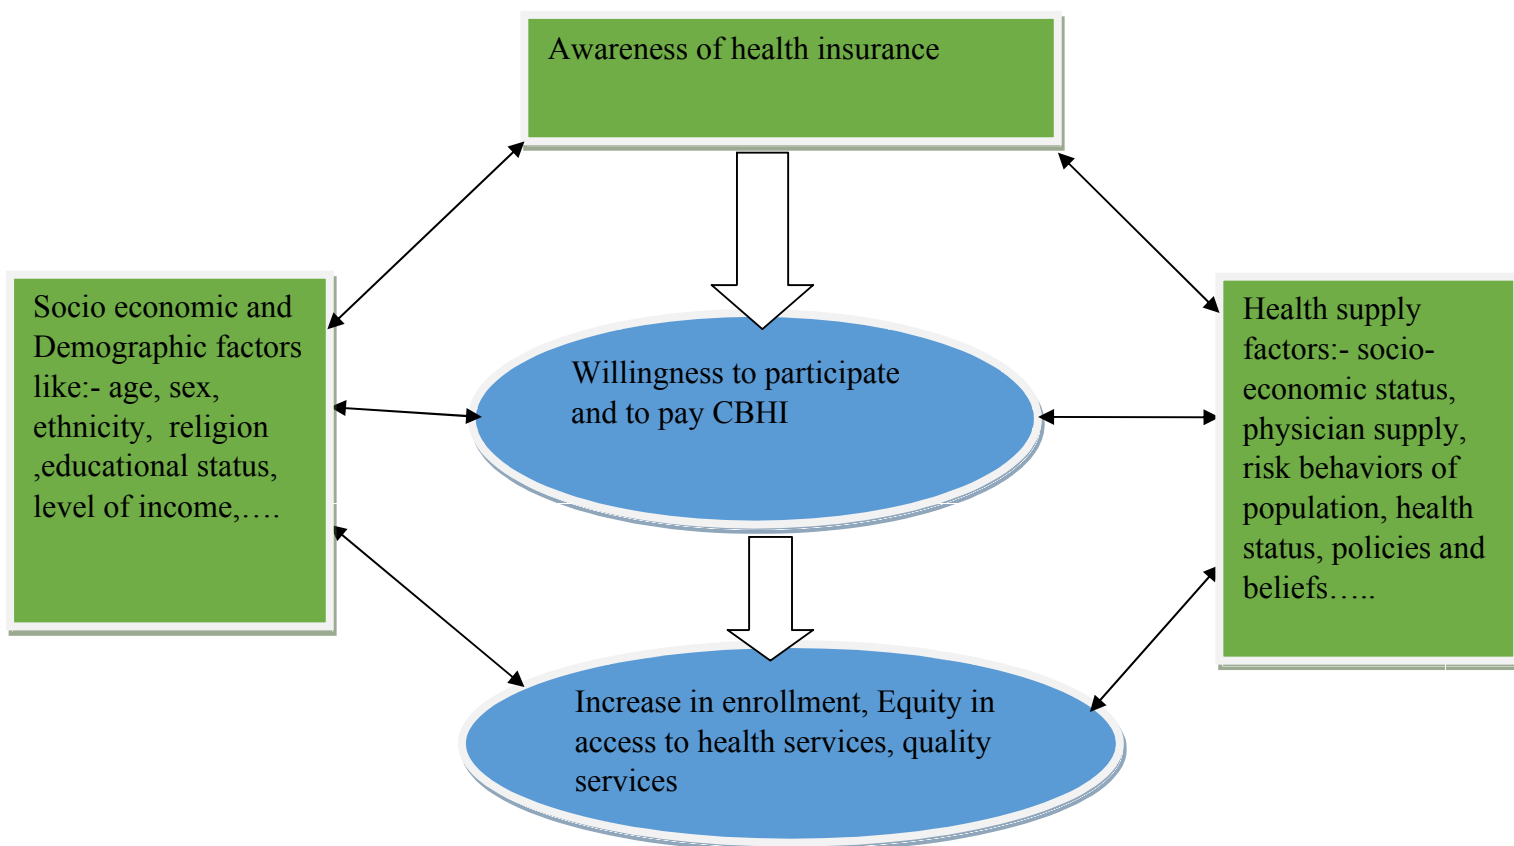 Awareness of health insurance
Socio economic and
Demographic factors
like:- age, sex,
ethnicity,  religion
,educational status,
level of income,….
Willingness to participate
and to pay CBHI
Health supply
factors:- socio-
economic status,
physician supply,
risk behaviors of
population, health
status, policies and
beliefs…..
Increase in enrollment, Equity in
access to health services, quality
services